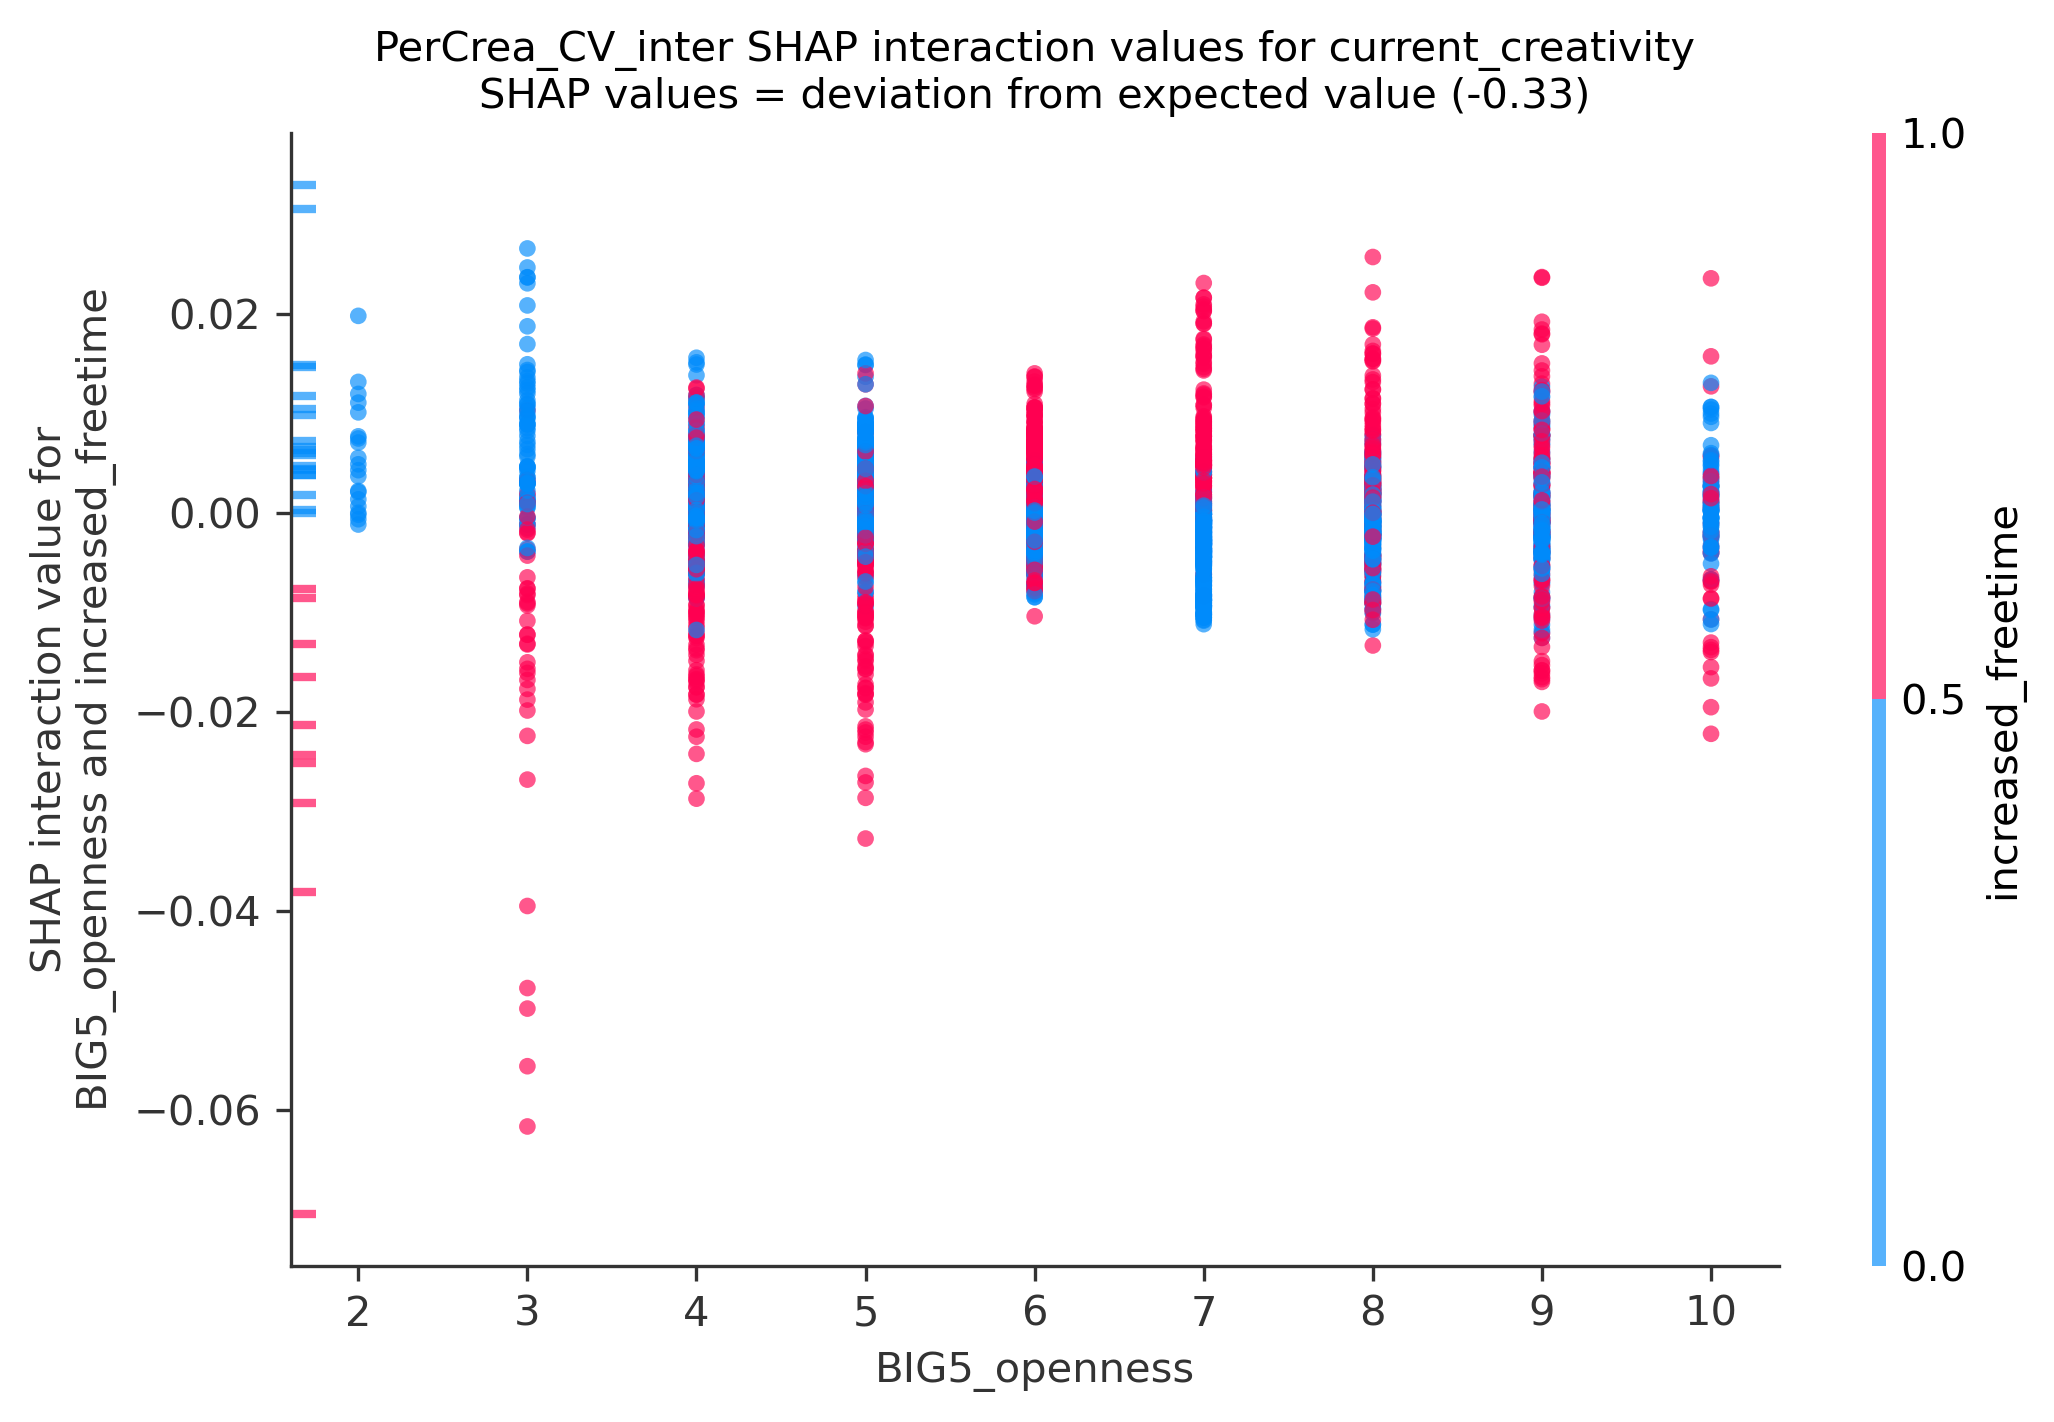 PerCrea_CV_inter SHAP interaction values for current_creativity
SHAP values = deviation from expected value (-0.33)
SHAP interaction value for
BIG5_openness and increased_freetime
0.02
0.00
−0.02
−0.04
−0.06
2
3
4
5
6
7
8
9
10
BIG5_openness
1.0
0.5
0.0
increased_freetime